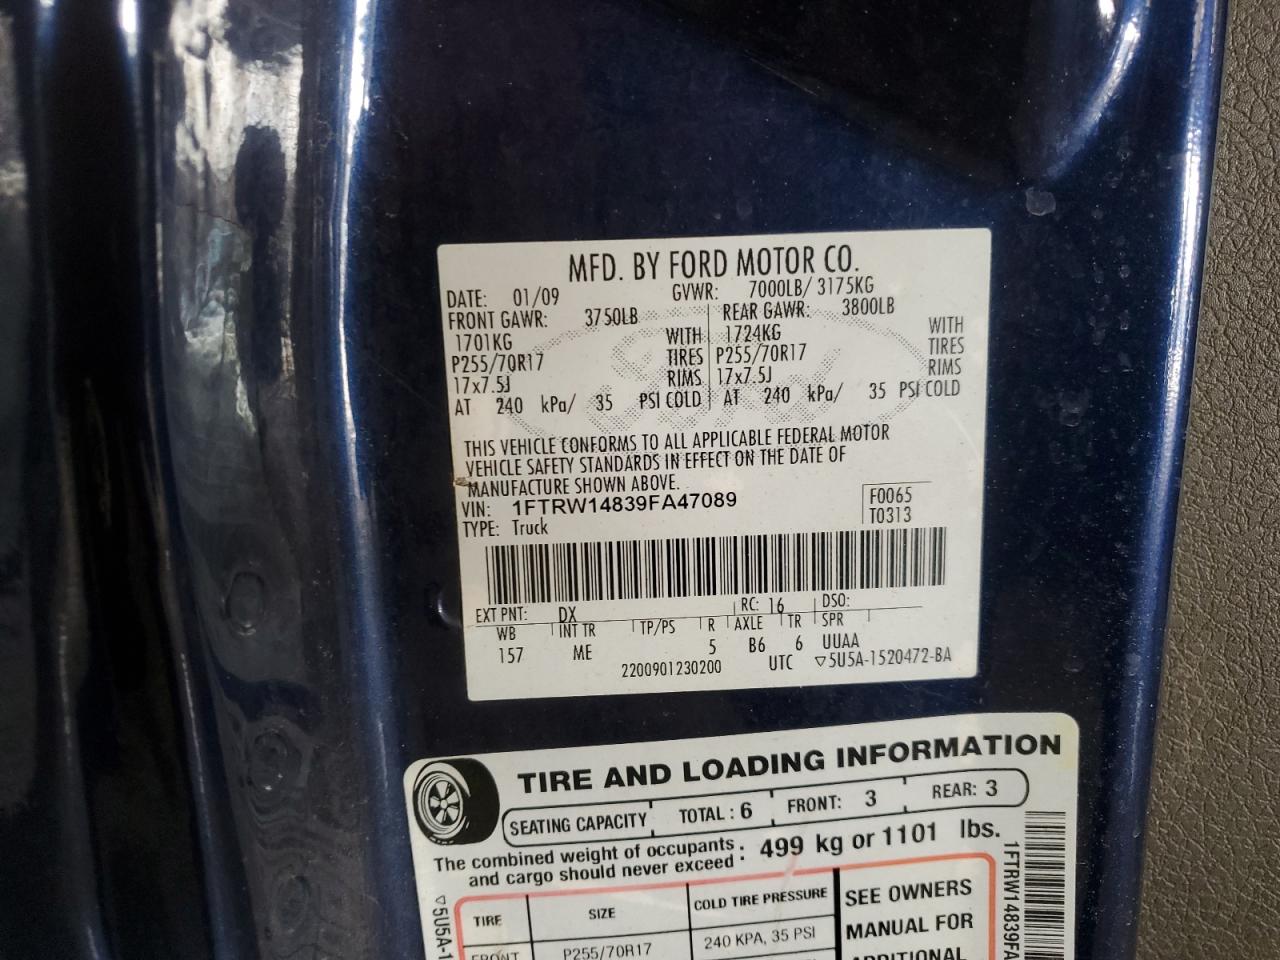 MFD. BY FORD MOTOR CO.
DATE: 01/09 GVWR: 7000LB/ 3175KG
FRONT GAWR: 3750LB REAR GAWR: 3800LB
1701KG WITH 1724KG WITH
P255/70R17 TIRES P255/70R17 TIRES
17x7.5J RIMS 17x7.5J RIMS
AT 240 kPa/ 35 PSI COLD AT 240 kPa/ 35 PSI COLD
THIS VEHICLE CONFORMS TO ALL APPLICABLE FEDERAL MOTOR
VEHICLE SAFETY STANDARDS IN EFFECT ON THE DATE OF
MANUFACTURE SHOWN ABOVE.
VIN: 1FTRW14839FA47089 F0065
TYPE: Truck T0313
EXT PNT: DX RC: 16 DSO:
WB INT TR TP/PS R AXLE TR SPR
157 ME 5 B6 6 UUAA
2200901230200 UTC ▽5U5A-1520472-BA
TIRE AND LOADING INFORMATION
SEATING CAPACITY TOTAL : 6 FRONT: 3 REAR: 3
The combined weight of occupants and cargo should never exceed : 499 kg or 1101 lbs.
TIRE SIZE COLD TIRE PRESSURE SEE OWNERS
FRONT P255/70R17 240 KPA, 35 PSI MANUAL FOR
ADDITIONAL
▽5U5A-1
1FTRW14839FA